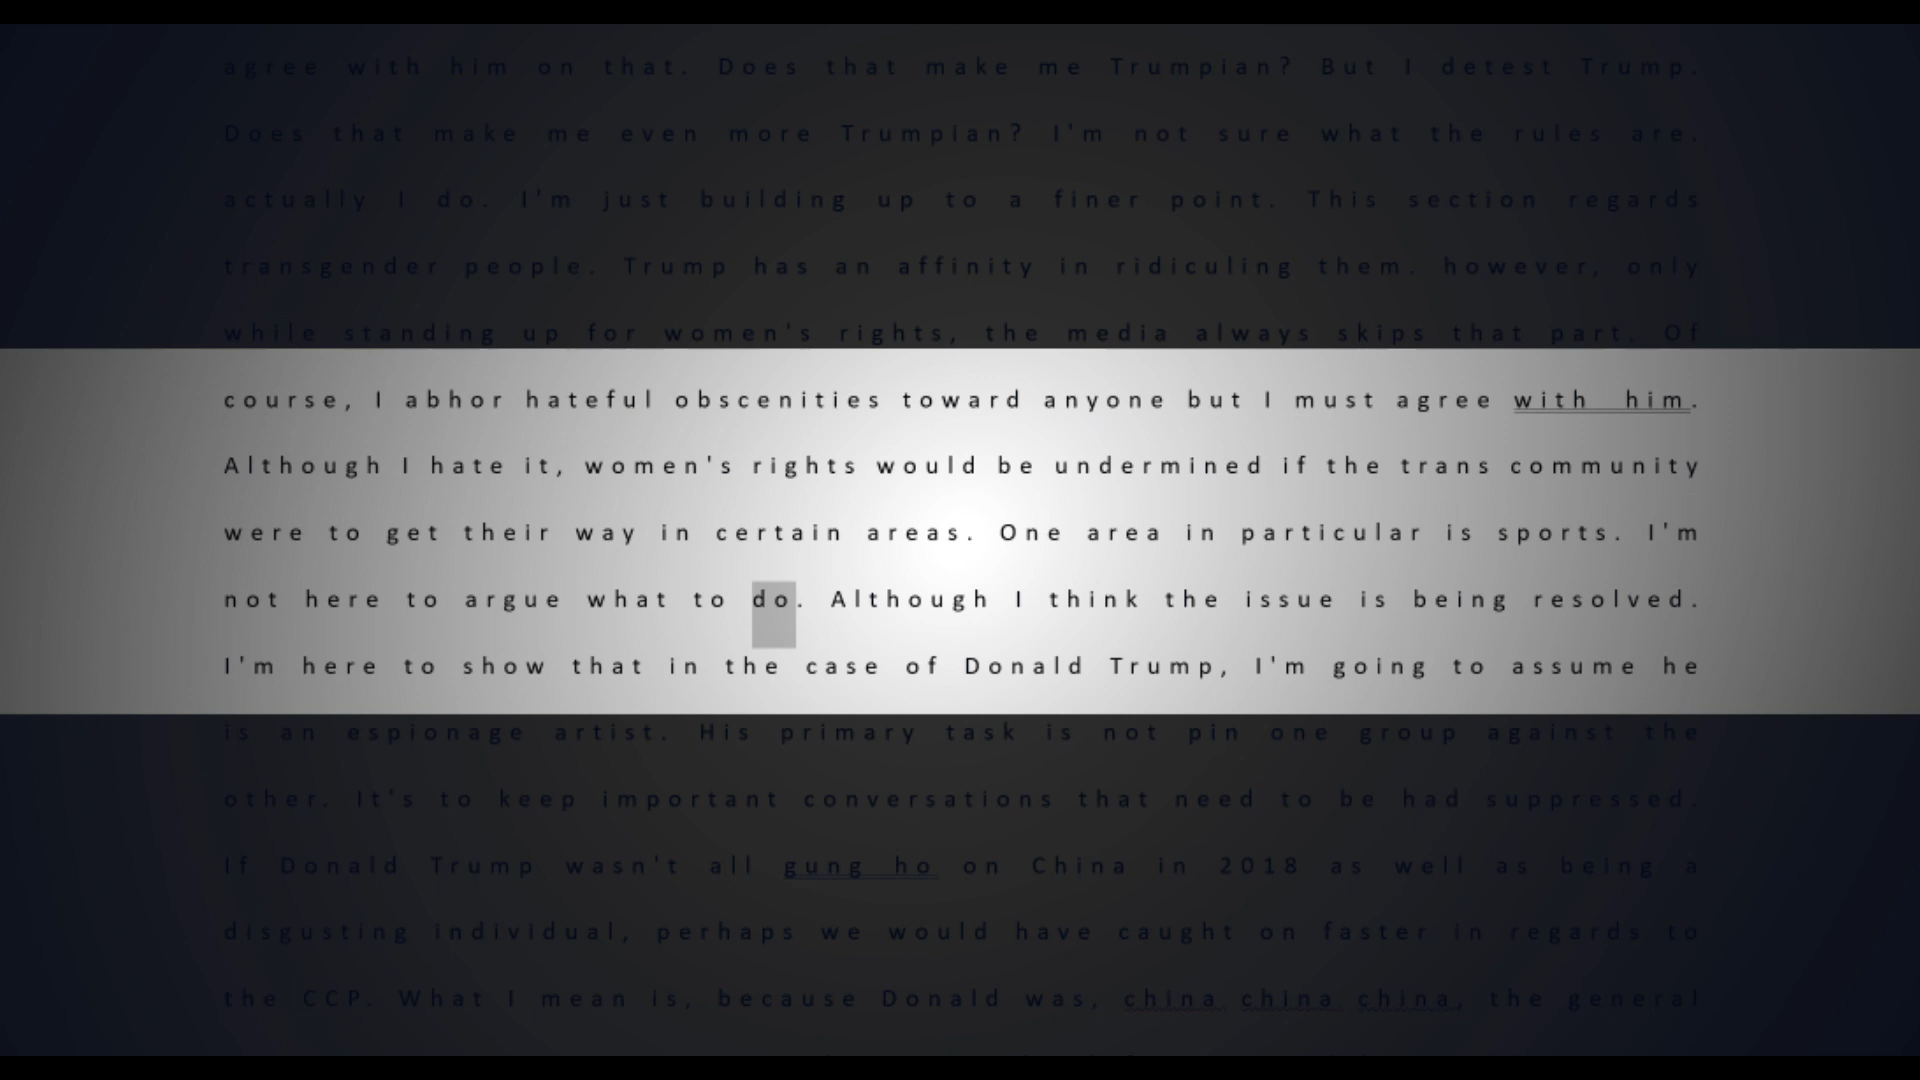 agree with him on that. Does that make me Trumpian? But I detest Trump.
Does that make me even more Trumpian? I'm not sure what the rules are.
actually I do. I'm just building up to a finer point. This section regards
transgender people. Trump has an affinity in ridiculing them. however, only
while standing up for women's rights, the media always skips that part. Of
course, I abhor hateful obscenities toward anyone but I must agree with him.
Although I hate it, women's rights would be undermined if the trans community
were to get their way in certain areas. One area in particular is sports. I'm
not here to argue what to do. Although I think the issue is being resolved.
I'm here to show that in the case of Donald Trump, I'm going to assume he
is an espionage artist. His primary task is not pin one group against the
other. It's to keep important conversations that need to be had suppressed.
If Donald Trump wasn't all gung ho on China in 2018 as well as being a
disgusting individual, perhaps we would have caught on faster in regards to
the CCP. What I mean is, because Donald was, china china china, the general